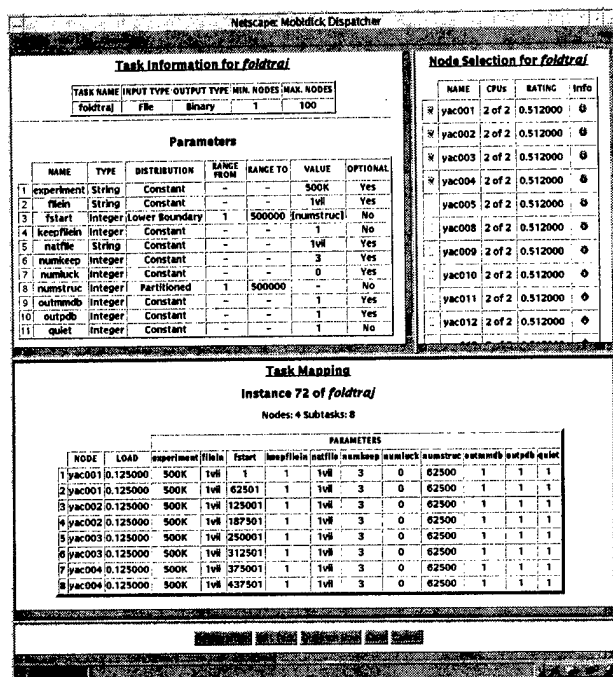 Netscape: Mobidick Dispatcher
Task Information for foldtraj
TASK NAME INPUT TYPE OUTPUT TYPE MIN. NODES MAX. NODES
foldtraj File Binary 1 100
Parameters
NAME TYPE DISTRIBUTION RANGE FROM RANGE TO VALUE OPTIONAL
1 experiment String Constant - - 500K Yes
2 filein String Constant - - 1vii Yes
3 fstart Integer Lower Boundary 1 500000 [numstruc] No
4 keepfilein Integer Constant - - 1 No
5 natfile String Constant - - 1vii Yes
6 numkeep Integer Constant - - 3 Yes
7 numluck Integer Constant - - 0 Yes
8 numstruc Integer Partitioned 1 500000 - No
9 outmmdb Integer Constant - - 1 Yes
10 outpdb Integer Constant - - 1 Yes
11 quiet Integer Constant - - 1 No
Node Selection for foldtraj
NAME CPUs RATING Info
yac001 2 of 2 0.512000
yac002 2 of 2 0.512000
yac003 2 of 2 0.512000
yac004 2 of 2 0.512000
yac005 2 of 2 0.512000
yac008 2 of 2 0.512000
yac009 2 of 2 0.512000
yac010 2 of 2 0.512000
yac011 2 of 2 0.512000
yac012 2 of 2 0.512000
Task Mapping
Instance 72 of foldtraj
Nodes: 4 Subtasks: 8
PARAMETERS
NODE LOAD experiment filein fstart keepfilein natfile numkeep numluck numstruc outmmdb outpdb quiet
1 yac001 0.125000 500K 1vii 1 1 1vii 3 0 62500 1 1 1
2 yac001 0.125000 500K 1vii 62501 1 1vii 3 0 62500 1 1 1
3 yac002 0.125000 500K 1vii 125001 1 1vii 3 0 62500 1 1 1
4 yac002 0.125000 500K 1vii 187501 1 1vii 3 0 62500 1 1 1
5 yac003 0.125000 500K 1vii 250001 1 1vii 3 0 62500 1 1 1
6 yac003 0.125000 500K 1vii 312501 1 1vii 3 0 62500 1 1 1
7 yac004 0.125000 500K 1vii 375001 1 1vii 3 0 62500 1 1 1
8 yac004 0.125000 500K 1vii 437501 1 1vii 3 0 62500 1 1 1